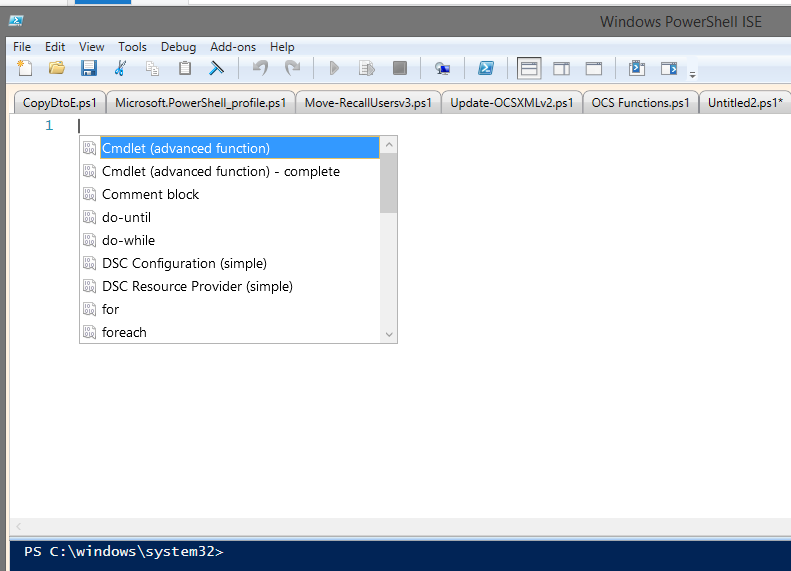 Windows PowerShell ISE
File Edit View Tools Debug Add-ons Help
CopyDtoE.ps1 Microsoft.PowerShell_profile.ps1 Move-RecallUsersv3.ps1 Update-OCSXMLv2.ps1 OCS Functions.ps1 Untitled2.ps1*
1
Cmdlet (advanced function)
Cmdlet (advanced function) - complete
Comment block
do-until
do-while
DSC Configuration (simple)
DSC Resource Provider (simple)
for
foreach
PS C:\windows\system32>